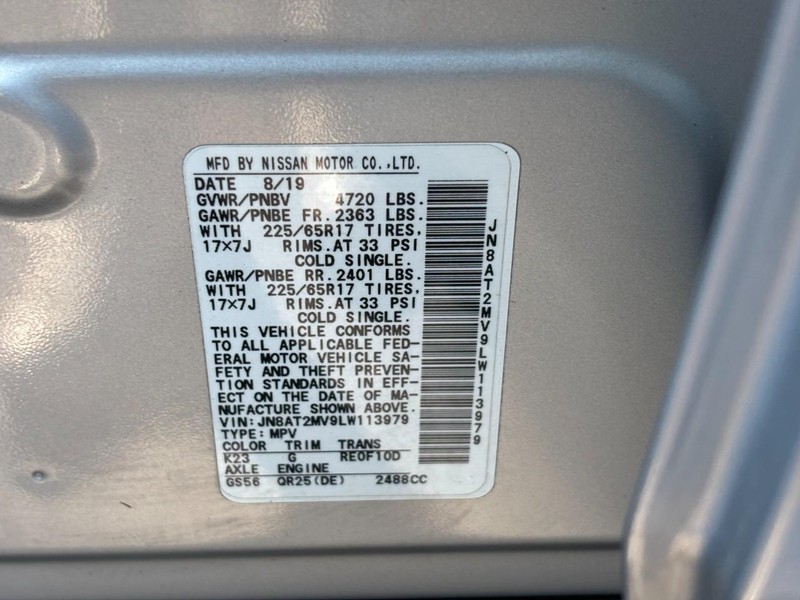 MFD BY NISSAN MOTOR CO.,LTD.
DATE 8/19
GVWR/PNBV 4720 LBS.
GAWR/PNBE FR. 2363 LBS.
WITH 225/65R17 TIRES,
17×7J RIMS.AT 33 PSI
COLD SINGLE.
GAWR/PNBE RR. 2401 LBS.
WITH 225/65R17 TIRES,
17×7J RIMS.AT 33 PSI
COLD SINGLE.
THIS VEHICLE CONFORMS
TO ALL APPLICABLE FED-
ERAL MOTOR VEHICLE SA-
FETY AND THEFT PREVEN-
TION STANDARDS IN EFF-
ECT ON THE DATE OF MA-
NUFACTURE SHOWN ABOVE.
VIN:JN8AT2MV9LW113979
TYPE:MPV
COLOR TRIM TRANS
K23 G RE0F10D
AXLE ENGINE
GS56 QR25(DE) 2488CC
JN8AT2MV9LW113979